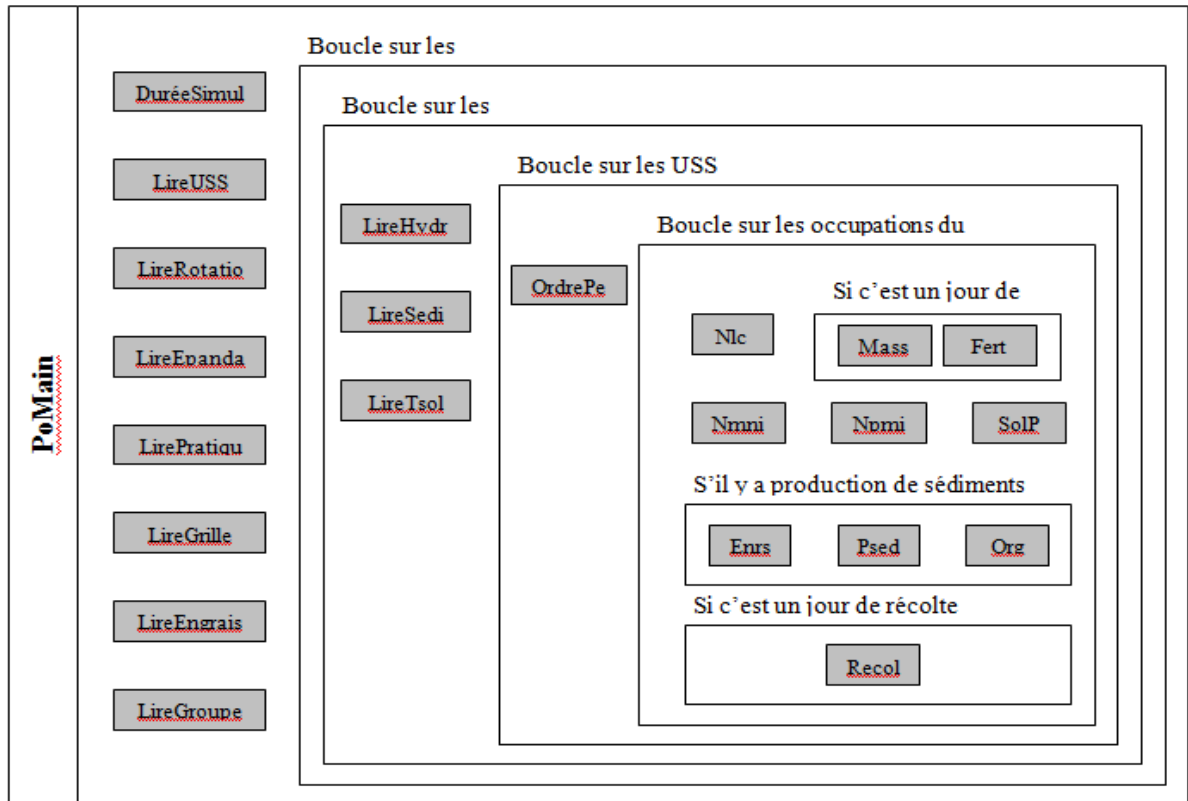 PoMain
DuréeSimul
LireUSS
LireRotatio
LireEpanda
LirePratiqu
LireGrille
LireEngrais
LireGroupe
Boucle sur les
Boucle sur les
LireHydr
LireSedi
LireTsol
Boucle sur les USS
OrdrePe
Boucle sur les occupations du
Nlc
Si c’est un jour de
Mass Fert
Nmni Npmi SolP
S’il y a production de sédiments
Enrs Psed Org
Si c’est un jour de récolte
Recol